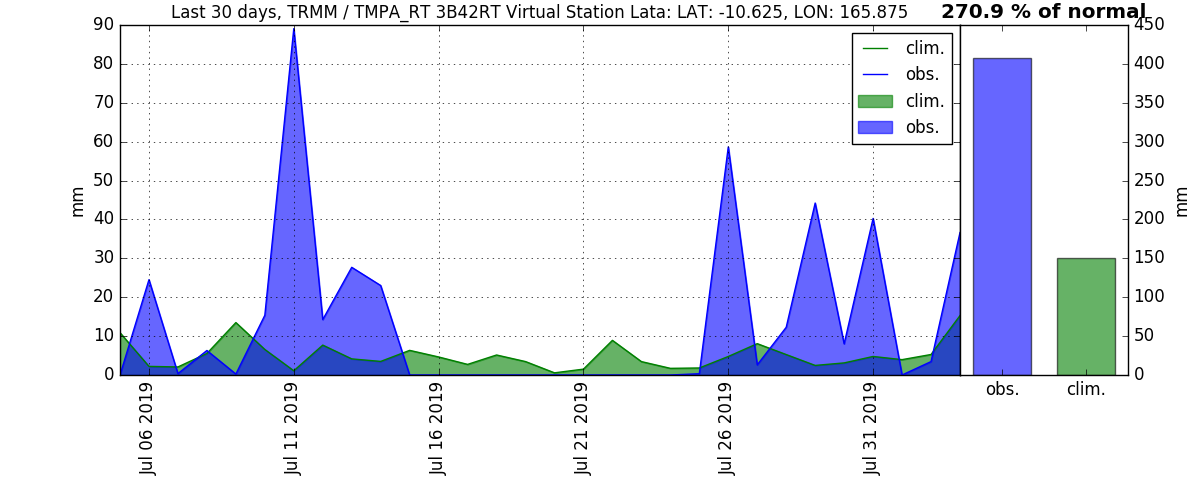 Last 30 days, TRMM / TMPA_RT 3B42RT Virtual Station Lata: LAT: -10.625, LON: 165.875
270.9 % of normal
90
80
70
60
50
40
30
20
10
0
mm
clim.
obs.
clim.
obs.
450
400
350
300
250
200
150
100
50
0
mm
Jul 06 2019
Jul 11 2019
Jul 16 2019
Jul 21 2019
Jul 26 2019
Jul 31 2019
obs.
clim.